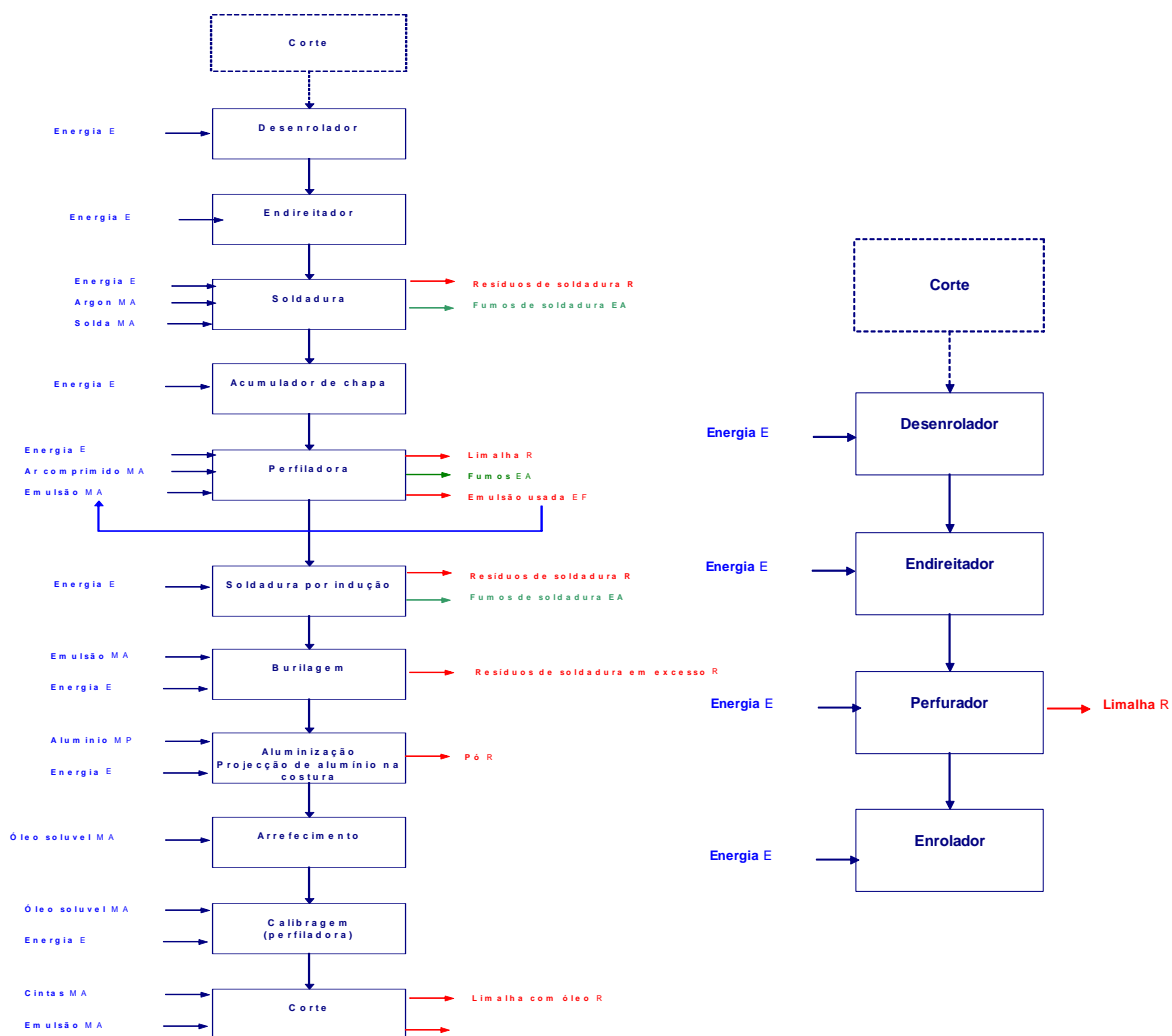 Corte
Energia E
Desenrolador
Energia E
Endireitador
Energia E
Argon MA
Solda MA
Soldadura
Resíduos de soldadura R
Fumos de soldadura EA
Energia E
Acumulador de chapa
Energia E
Ar comprimido MA
Emulsão MA
Perfiladora
Limalha R
Fumos EA
Emulsão usada EF
Energia E
Soldadura por indução
Resíduos de soldadura R
Fumos de soldadura EA
Emulsão MA
Energia E
Burilagem
Resíduos de soldadura em excesso R
Alumínio MP
Energia E
Aluminização
Projecção de alumínio na
costura
Pó R
Óleo soluvel MA
Arrefecimento
Óleo soluvel MA
Energia E
Calibragem
(perfiladora)
Cintas MA
Emulsão MA
Corte
Limalha com óleo R
Corte
Energia E
Desenrolador
Energia E
Endireitador
Energia E
Perfurador
Limalha R
Energia E
Enrolador